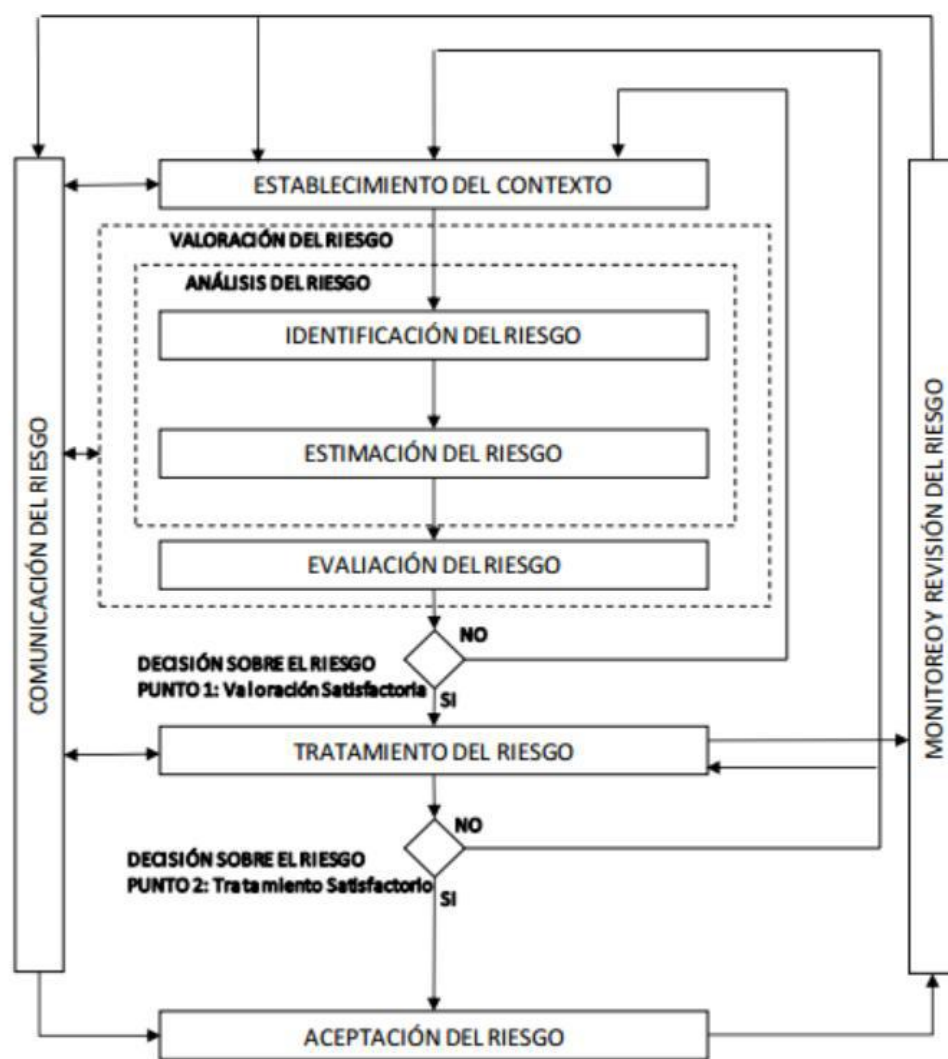 ESTABLECIMIENTO DEL CONTEXTO
VALORACIÓN DEL RIESGO
ANÁLISIS DEL RIESGO
IDENTIFICACIÓN DEL RIESGO
ESTIMACIÓN DEL RIESGO
EVALIACIÓN DEL RIESGO
NO
DECISIÓN SOBRE EL RIESGO
PUNTO 1: Valoración Satisfactoria
SI
TRATAMIENTO DEL RIESGO
NO
DECISIÓN SOBRE EL RIESGO
PUNTO 2: Tratamiento Satisfactorio
SI
ACEPTACIÓN DEL RIESGO
COMUNICACIÓN DEL RIESGO
MONITOREO Y REVISIÓN DEL RIESGO